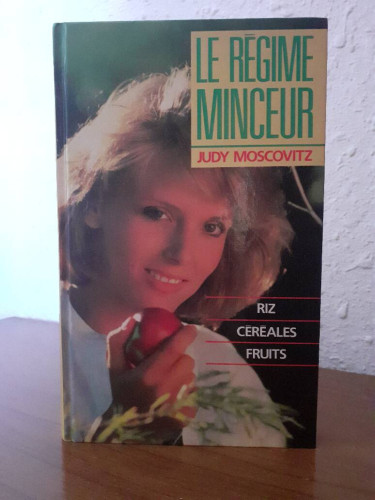 LE RÉGIME
MINCEUR
JUDY MOSCOVITZ
RIZ
CÉRÉALES
FRUITS